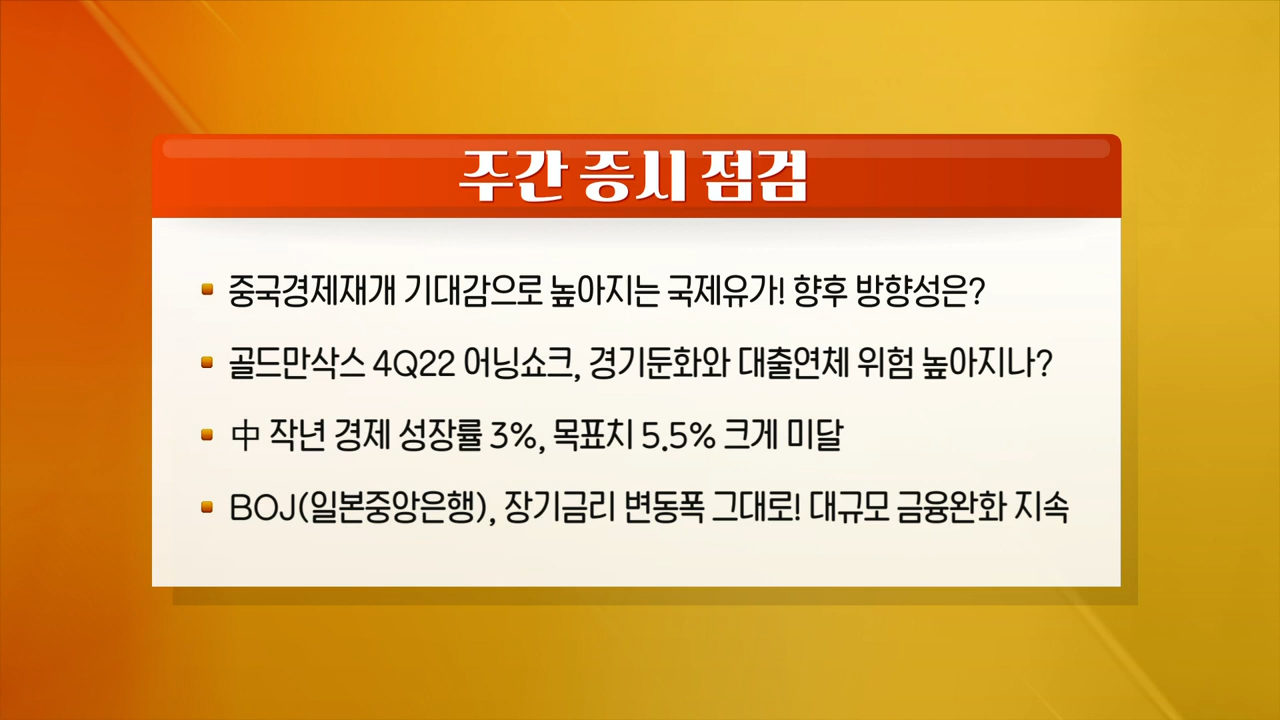 주간 증시 점검
중국경제재개 기대감으로 높아지는 국제유가! 향후 방향성은?
골드만삭스 4Q22 어닝쇼크, 경기둔화와 대출연체 위험 높아지나?
中 작년 경제 성장률 3%, 목표치 5.5% 크게 미달
BOJ(일본중앙은행), 장기금리 변동폭 그대로! 대규모 금융완화 지속